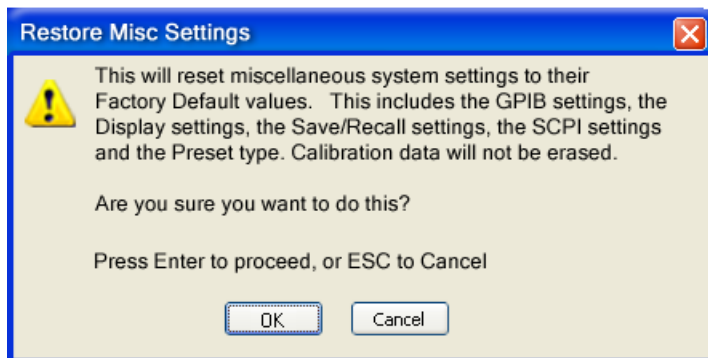 Restore Misc Settings
This will reset miscellaneous system settings to their
Factory Default values.   This includes the GPIB settings, the
Display settings, the Save/Recall settings, the SCPI settings
and the Preset type. Calibration data will not be erased.
Are you sure you want to do this?
Press Enter to proceed, or ESC to Cancel
OK
Cancel